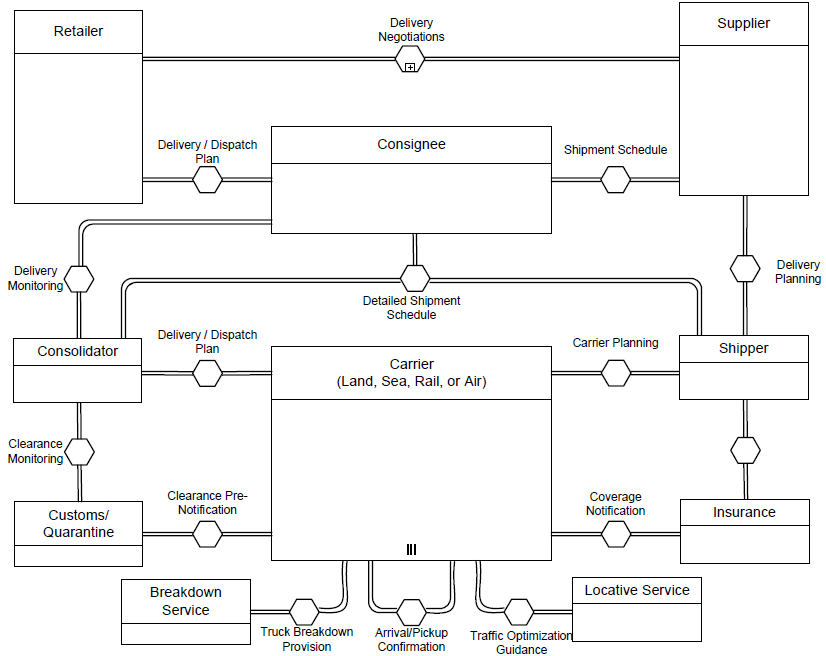 Retailer
Delivery
Negotiations
Supplier
Delivery / Dispatch
Plan
Consignee
Shipment Schedule
Delivery
Monitoring
Detailed Shipment
Schedule
Delivery
Planning
Consolidator
Delivery / Dispatch
Plan
Carrier
(Land, Sea, Rail, or Air)
Carrier Planning
Shipper
Clearance
Monitoring
Customs/
Quarantine
Clearance Pre-
Notification
Coverage
Notification
Insurance
Breakdown
Service
Truck Breakdown
Provision
Arrival/Pickup
Confirmation
Traffic Optimization
Guidance
Locative Service